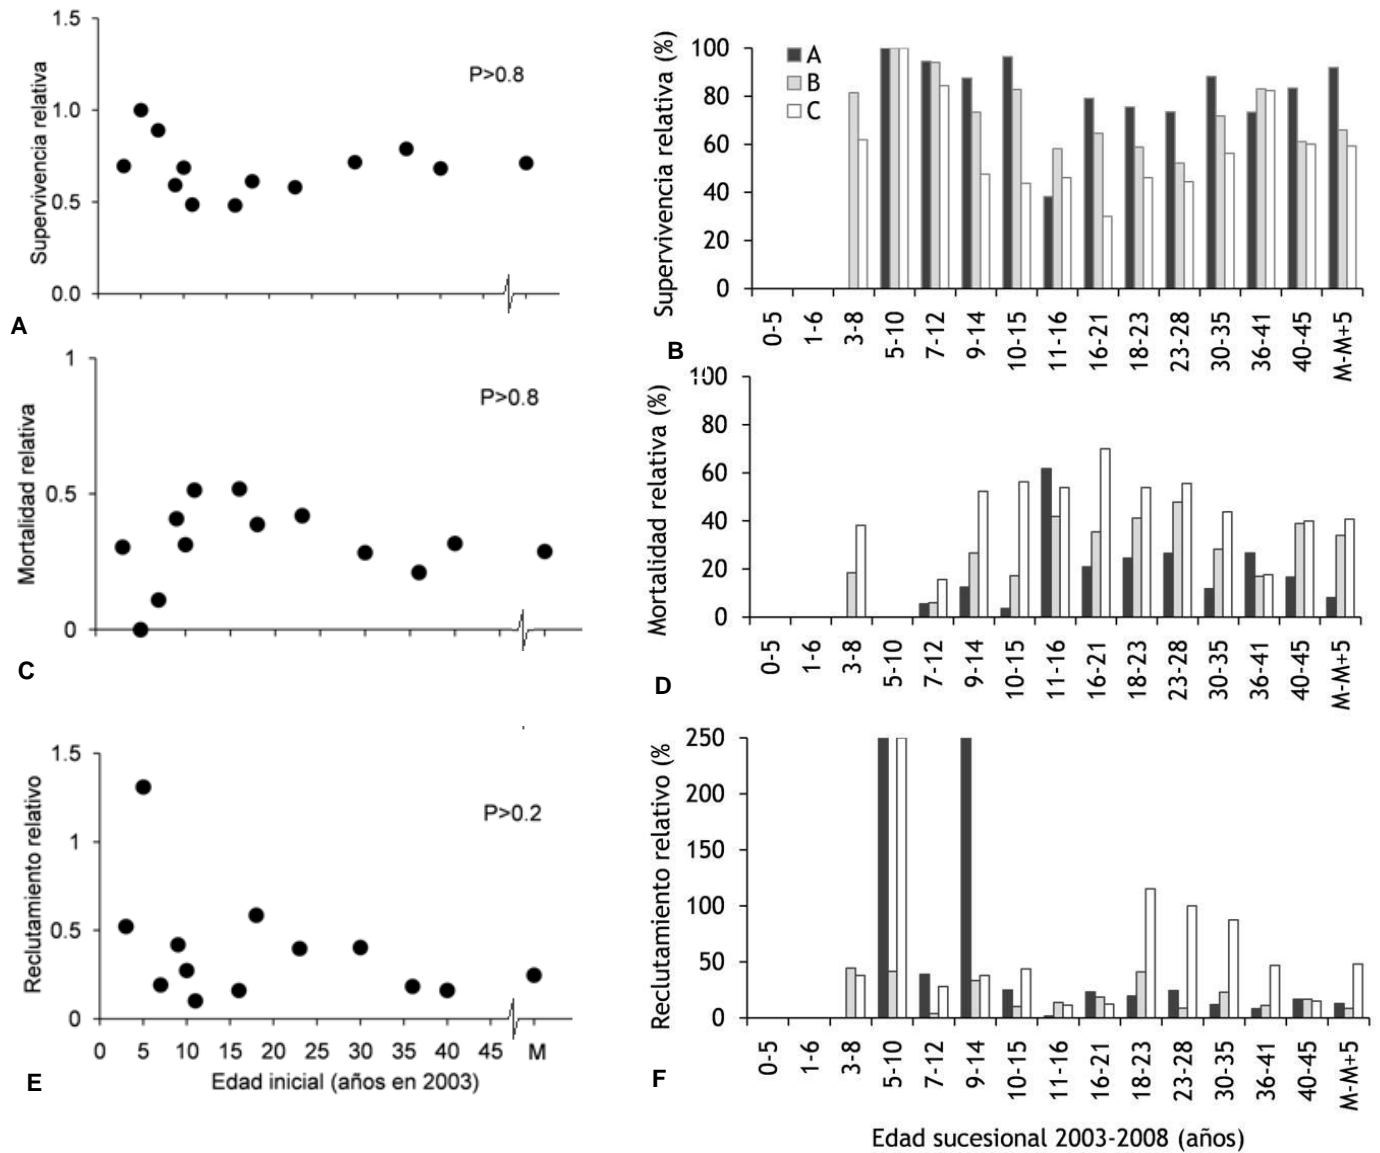 1.5
1.0
0.5
0.0
Supervivencia relativa
P>0.8
A
100
80
60
40
20
0
Supervivencia relativa (%)
A
B
C
0-5
1-6
3-8
5-10
7-12
9-14
10-15
11-16
16-21
18-23
23-28
30-35
36-41
40-45
M-M+5
B
1
0.5
0
Mortalidad relativa
P>0.8
C
100
80
60
40
20
0
Mortalidad relativa (%)
0-5
1-6
3-8
5-10
7-12
9-14
10-15
11-16
16-21
18-23
23-28
30-35
36-41
40-45
M-M+5
D
1.5
1
0.5
0
Reclutamiento relativo
P>0.2
0 5 10 15 20 25 30 35 40 45 M
Edad inicial (años en 2003)
E
250
200
150
100
50
0
Reclutamiento relativo (%
0-5
1-6
3-8
5-10
7-12
9-14
10-15
11-16
16-21
18-23
23-28
30-35
36-41
40-45
M-M+5
F
Edad sucesional 2003-2008 (años)